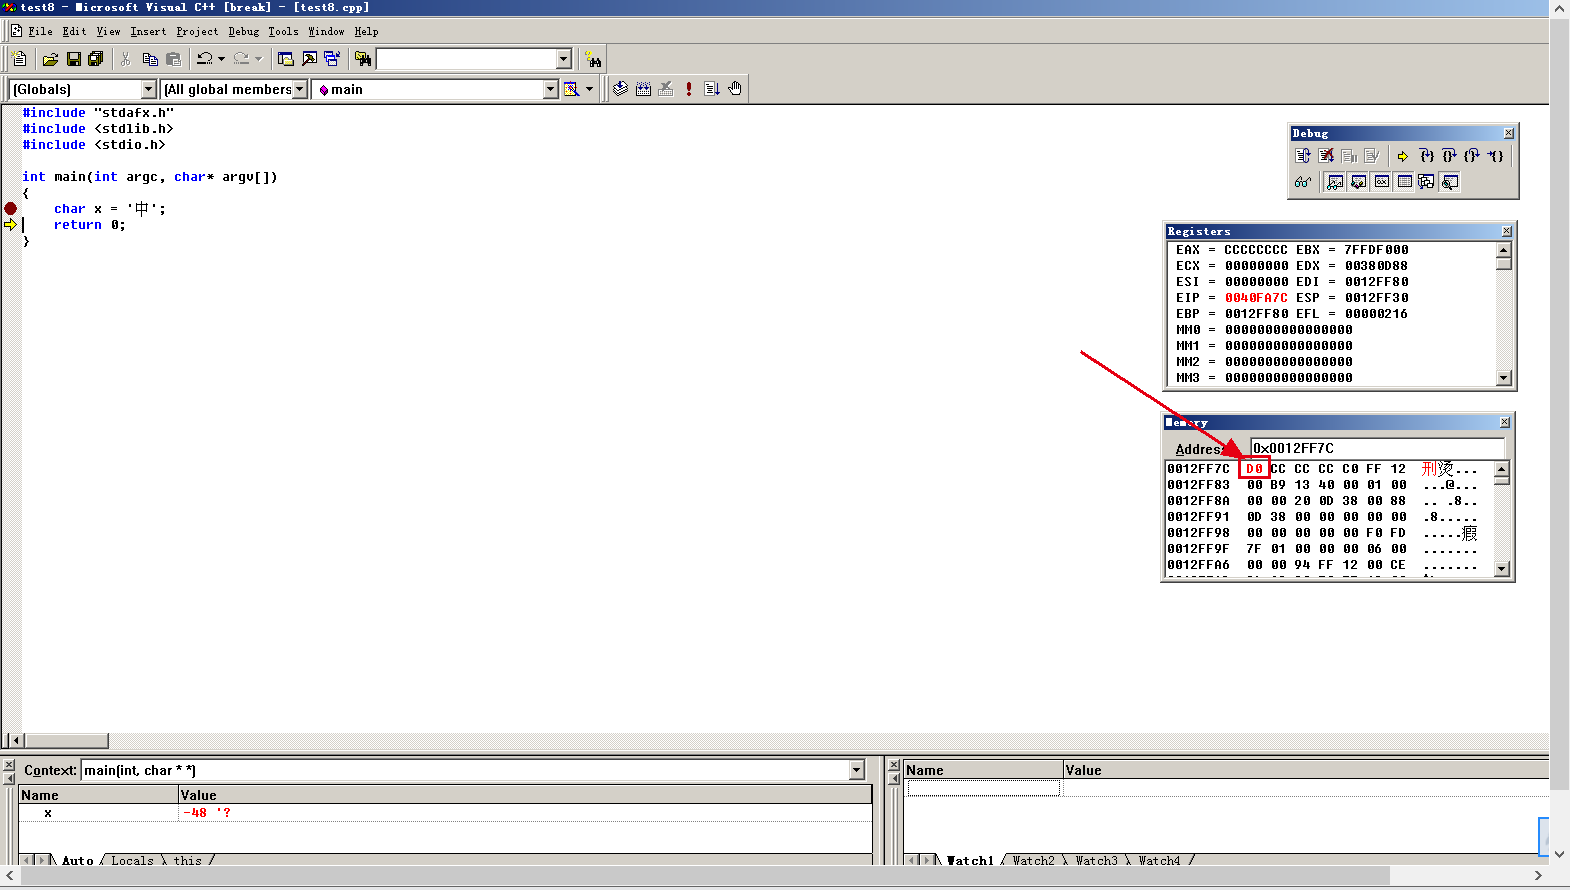 test8 - Microsoft Visual C++ [break] - [test8.cpp]
File Edit View Insert Project Debug Tools Window Help
(Globals) (All global members main
#include "stdafx.h"
#include <stdlib.h>
#include <stdio.h>
int main(int argc, char* argv[])
{
char x = '中';
return 0;
}
Debug
Registers
EAX = CCCCCCCC EBX = 7FFDF000
ECX = 00000000 EDX = 00380D88
ESI = 00000000 EDI = 0012FF80
EIP = 0040FA7C ESP = 0012FF30
EBP = 0012FF80 EFL = 00000216
MM0 = 0000000000000000
MM1 = 0000000000000000
MM2 = 0000000000000000
MM3 = 0000000000000000
Memory
Address 0x0012FF7C
0012FF7C D0 CC CC CC C0 FF 12 刑烫...
0012FF83 00 B9 13 40 00 01 00 ...@...
0012FF8A 00 00 20 0D 38 00 88 .. .8..
0012FF91 0D 38 00 00 00 00 00 .8.....
0012FF98 00 00 00 00 00 F0 FD .....瘕
0012FF9F 7F 01 00 00 00 06 00 .......
0012FFA6 00 00 94 FF 12 00 CE .......
Context: main(int, char * *)
Name Value
x -48 '?
Auto Locals this
Name Value
Watch1 Watch2 Watch3 Watch4